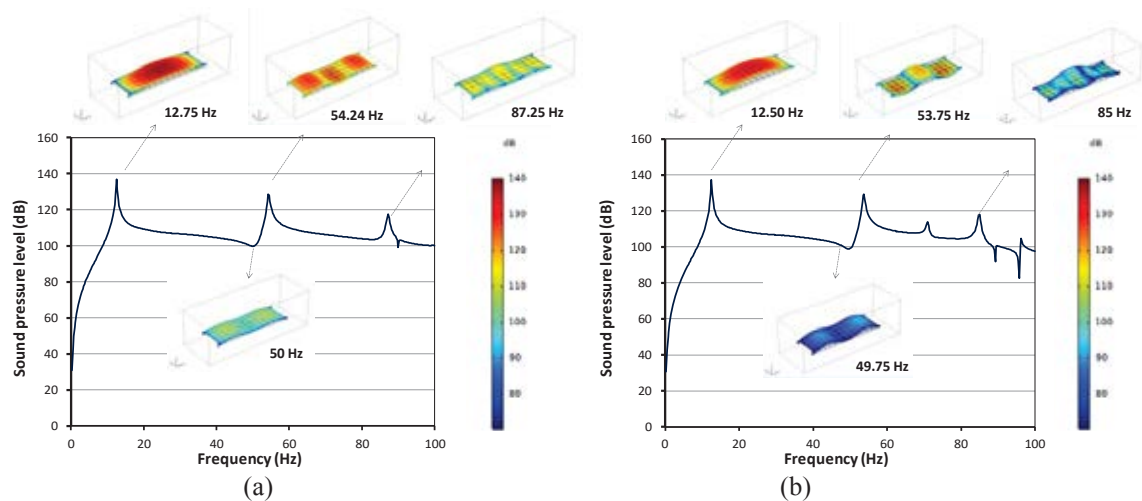 12.75 Hz
54.24 Hz
87.25 Hz
dB
160
140
120
100
80
60
40
20
0
Sound pressure level (dB)
0 20 40 60 80 100
Frequency (Hz)
50 Hz
140
130
120
110
100
90
80
(a)
12.50 Hz
53.75 Hz
85 Hz
dB
160
140
120
100
80
60
40
20
0
Sound pressure level (dB)
0 20 40 60 80 100
Frequency (Hz)
49.75 Hz
140
130
120
110
100
90
80
(b)